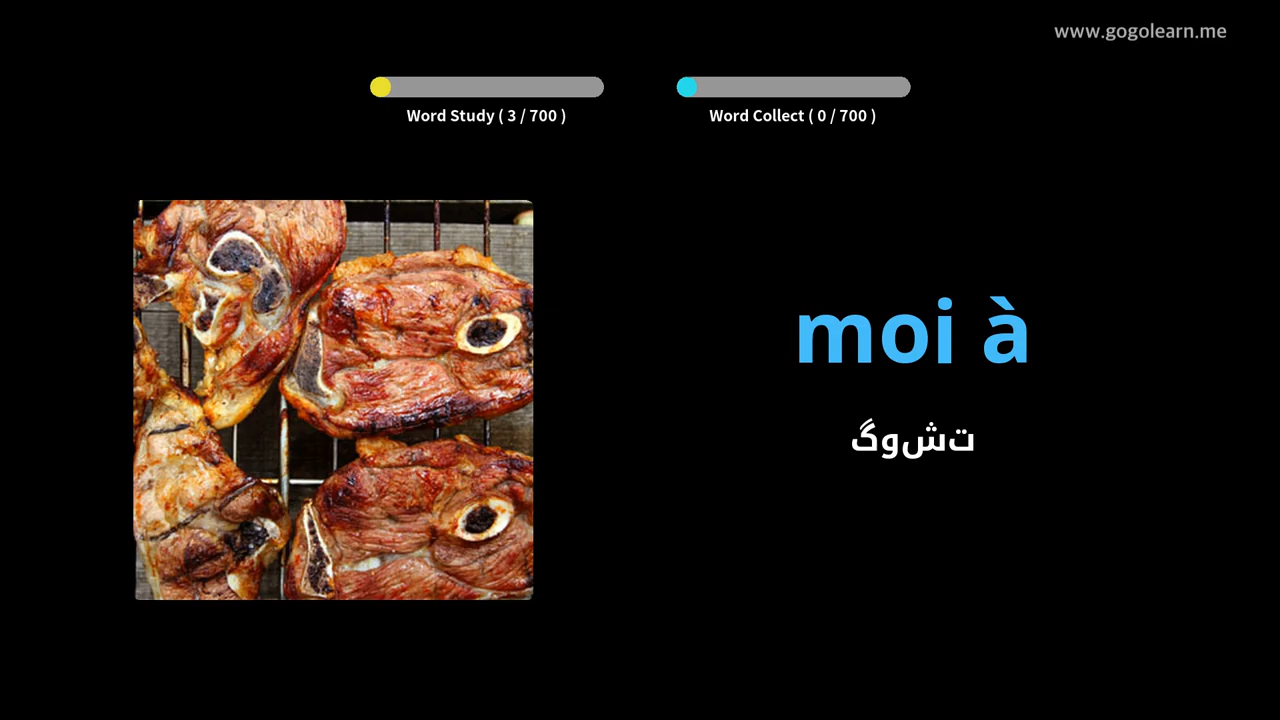 www.gogolearn.me
Word Study ( 3 / 700 )
Word Collect ( 0 / 700 )
moi à
تشوگ